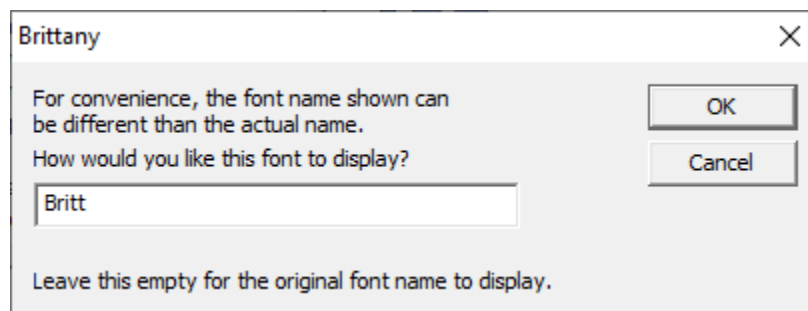 Brittany
For convenience, the font name shown can
be different than the actual name.
OK
How would you like this font to display?
Cancel
Britt
Leave this empty for the original font name to display.